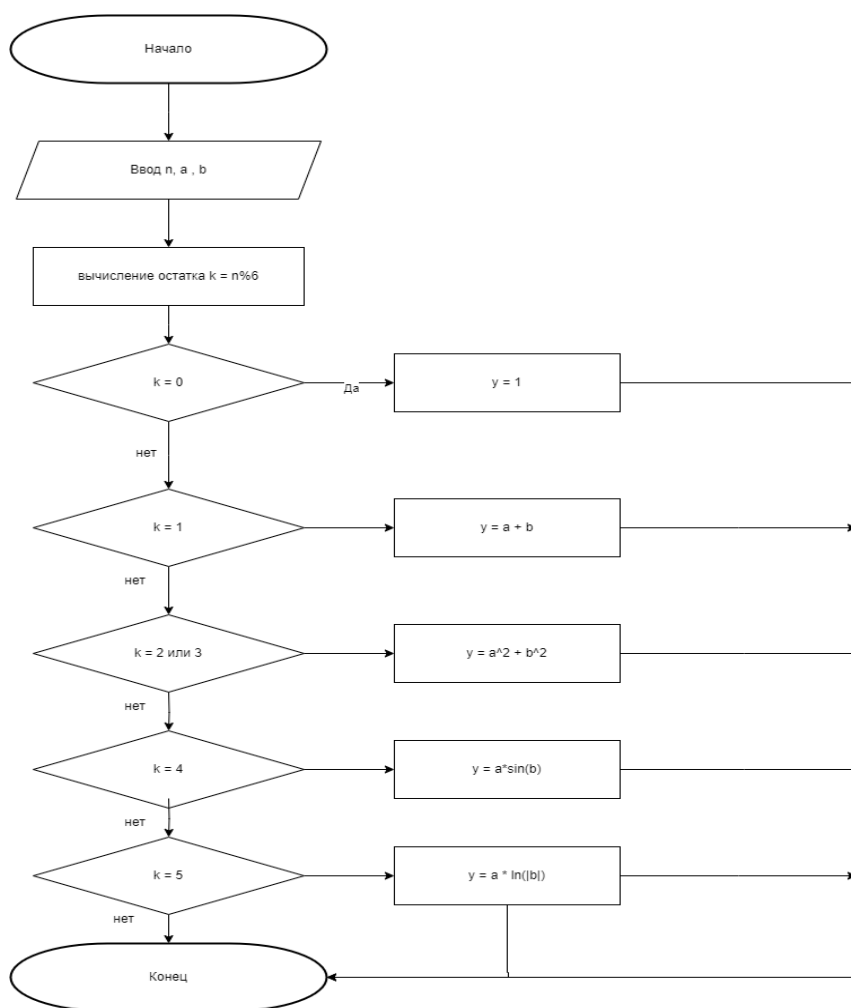 Начало
Ввод n, a , b
вычисление остатка k = n%6
k = 0
Да
y = 1
нет
k = 1
y = a + b
нет
k = 2 или 3
y = a^2 + b^2
нет
k = 4
y = a*sin(b)
нет
k = 5
y = a * ln(|b|)
нет
Конец